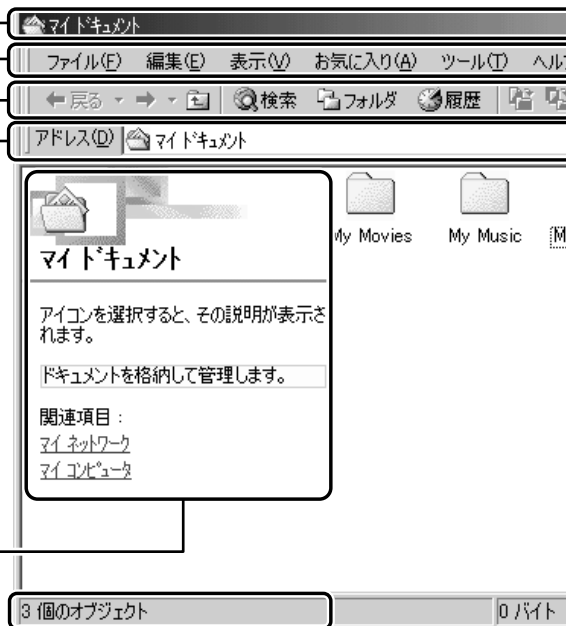 マイ ドキュメント
ファイル(F) 編集(E) 表示(V) お気に入り(A) ツール(T) ヘル
戻る 検索 フォルダ 履歴
アドレス(D) マイ ドキュメント
My Movies My Music M
マイ ドキュメント
アイコンを選択すると、その説明が表示さ
れます。
ドキュメントを格納して管理します。
関連項目 :
マイ ネットワーク
マイ コンピュータ
3 個のオブジェクト 0 バイト